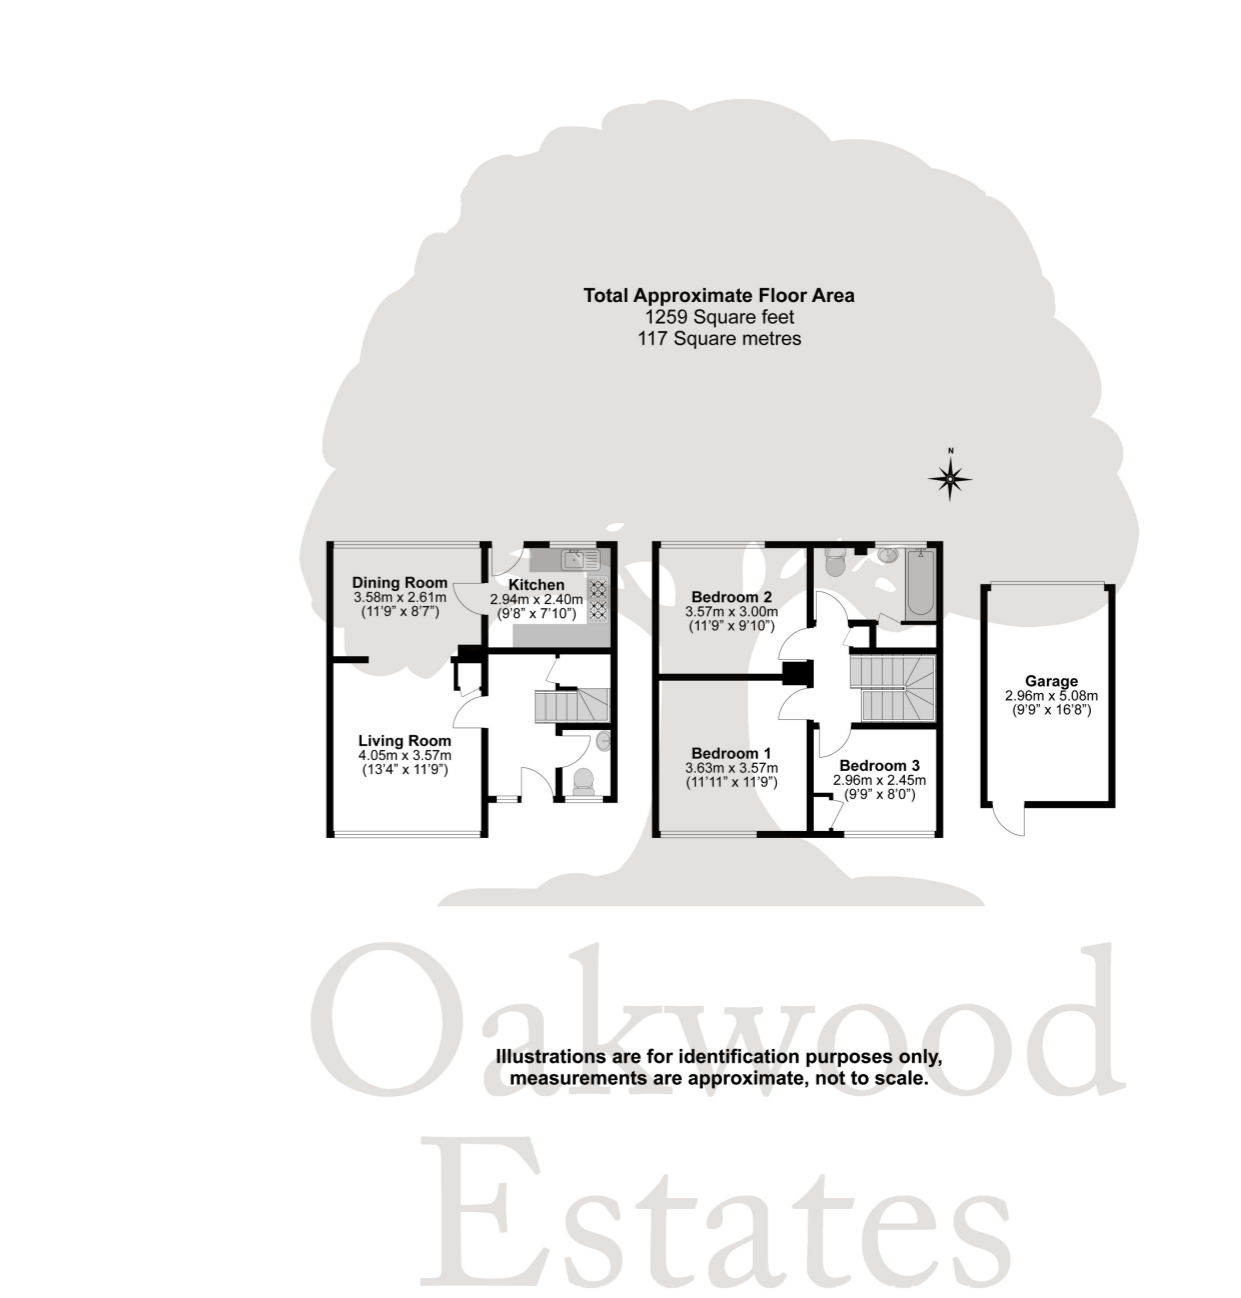 Total Approximate Floor Area
1259 Square feet
117 Square metres
N
Dining Room
3.58m x 2.61m
(11'9" x 8'7")
Kitchen
2.94m x 2.40m
(9'8" x 7'10")
Living Room
4.05m x 3.57m
(13'4" x 11'9")
Bedroom 2
3.57m x 3.00m
(11'9" x 9'10")
Bedroom 1
3.63m x 3.57m
(11'11" x 11'9")
Bedroom 3
2.96m x 2.45m
(9'9" x 8'0")
Garage
2.96m x 5.08m
(9'9" x 16'8")
Oakwood
Illustrations are for identification purposes only,
measurements are approximate, not to scale.
Estates